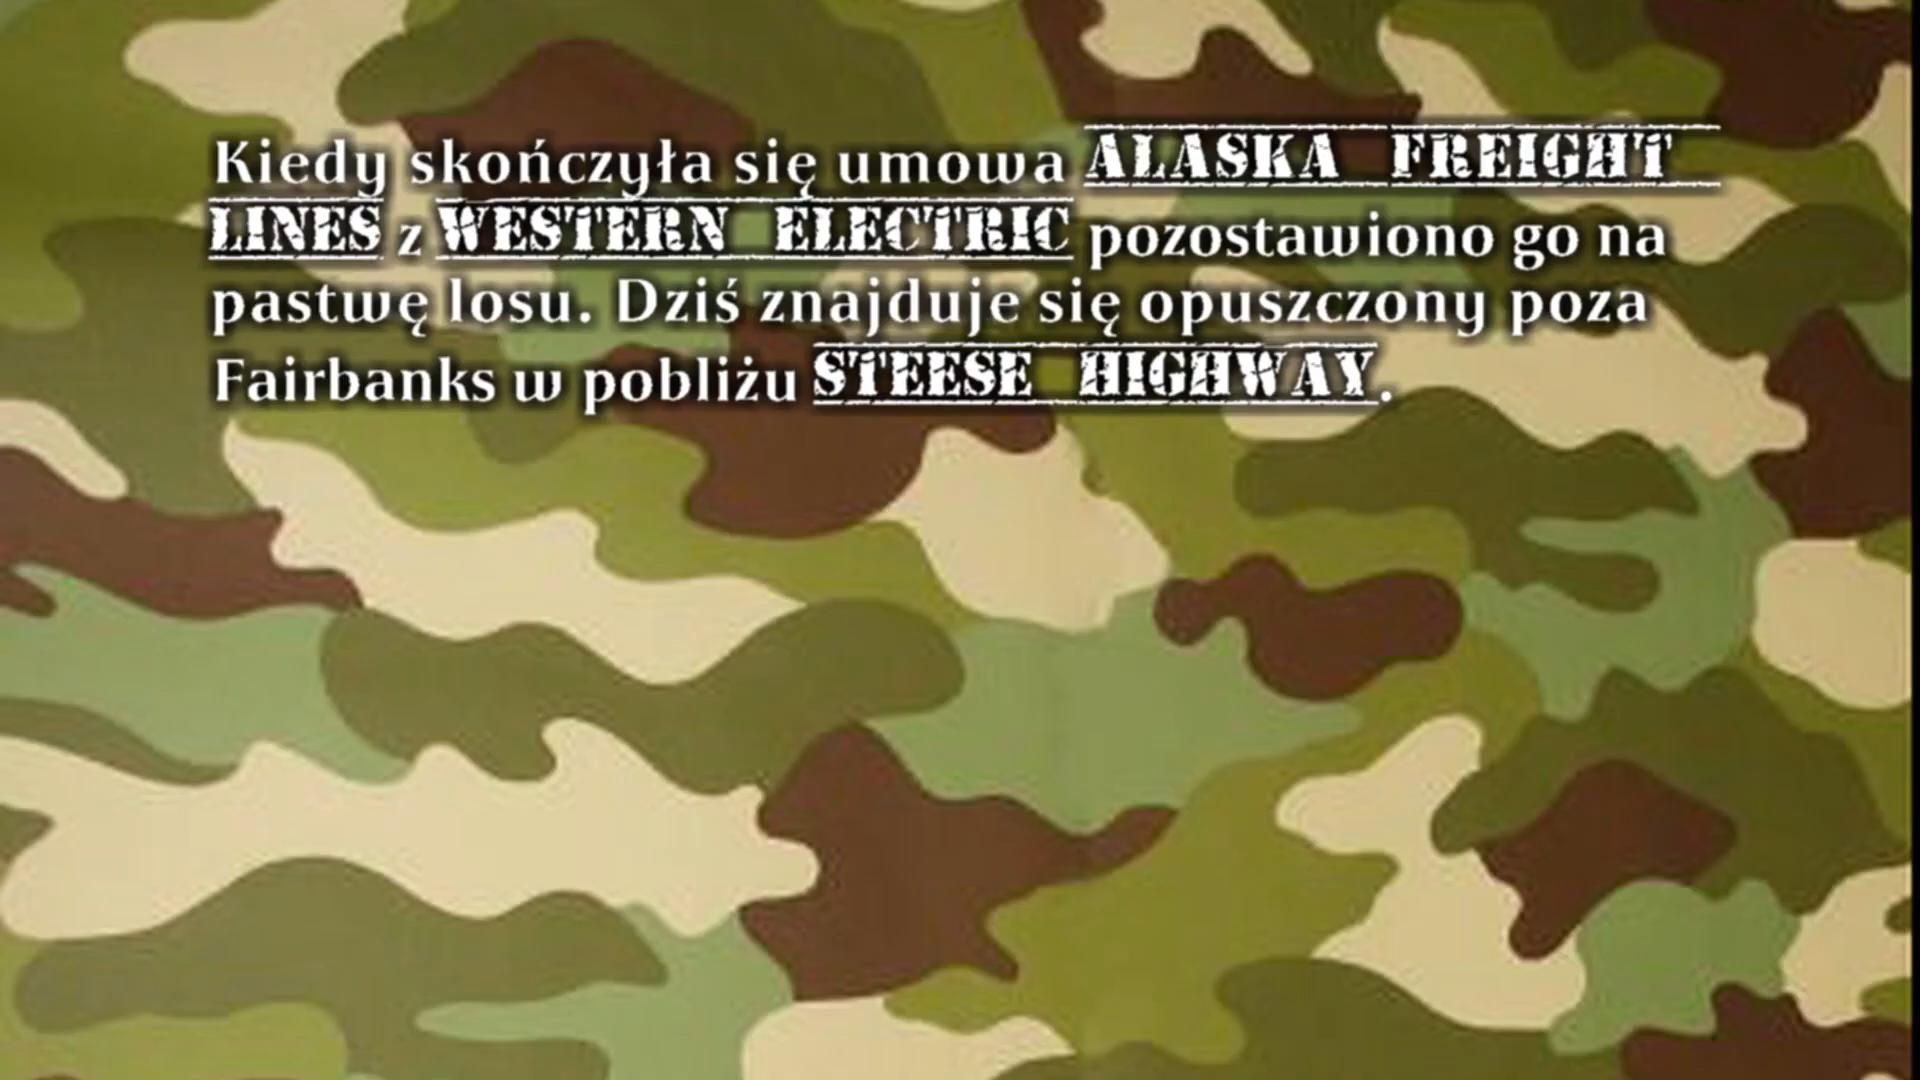 Kiedy skończyła się umowa ALASKA FREIGHT
LINES z WESTERN ELECTRIC pozostawiono go na
pastwę losu. Dziś znajduje się opuszczony poza
Fairbanks w pobliżu STEESE HIGHWAY.